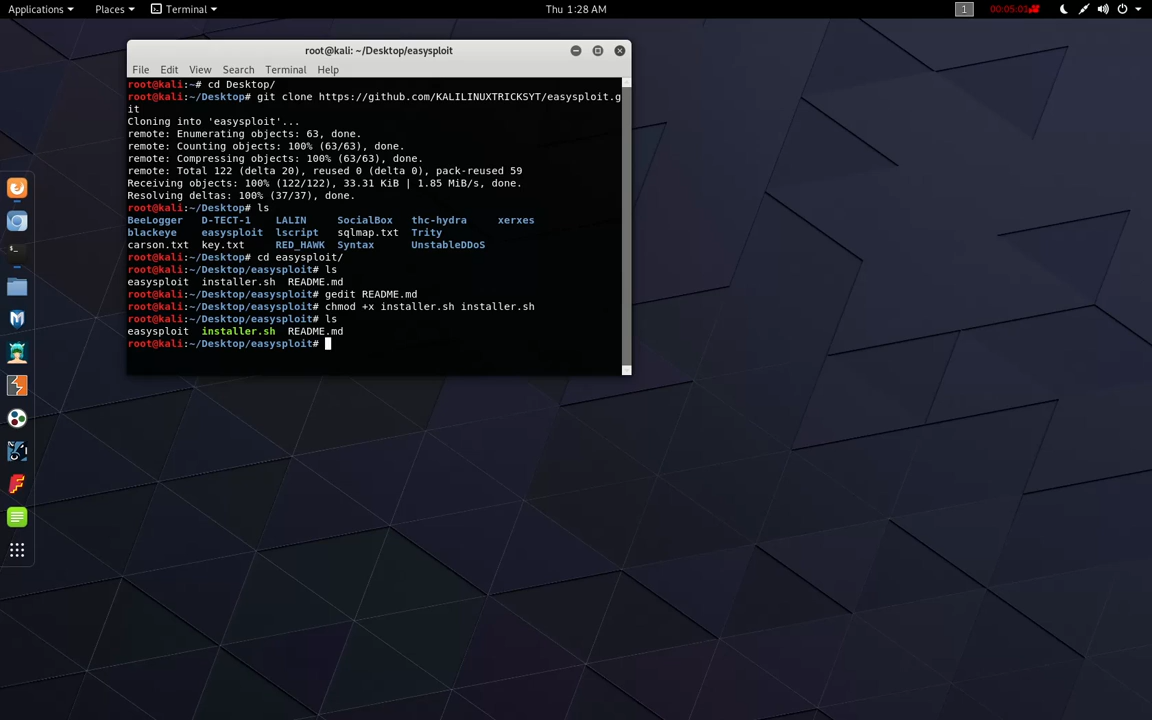 Applications Places Terminal Thu 1:28 AM 1 00:05:01
root@kali: ~/Desktop/easysploit
File Edit View Search Terminal Help
root@kali:~# cd Desktop/
root@kali:~/Desktop# git clone https://github.com/KALILINUXTRICKSYT/easysploit.g
it
Cloning into 'easysploit'...
remote: Enumerating objects: 63, done.
remote: Counting objects: 100% (63/63), done.
remote: Compressing objects: 100% (63/63), done.
remote: Total 122 (delta 20), reused 0 (delta 0), pack-reused 59
Receiving objects: 100% (122/122), 33.31 KiB | 1.85 MiB/s, done.
Resolving deltas: 100% (37/37), done.
root@kali:~/Desktop# ls
BeeLogger D-TECT-1 LALIN SocialBox thc-hydra xerxes
blackeye easysploit lscript sqlmap.txt Trity
carson.txt key.txt RED_HAWK Syntax UnstableDDoS
root@kali:~/Desktop# cd easysploit/
root@kali:~/Desktop/easysploit# ls
easysploit installer.sh README.md
root@kali:~/Desktop/easysploit# gedit README.md
root@kali:~/Desktop/easysploit# chmod +x installer.sh installer.sh
root@kali:~/Desktop/easysploit# ls
easysploit installer.sh README.md
root@kali:~/Desktop/easysploit#